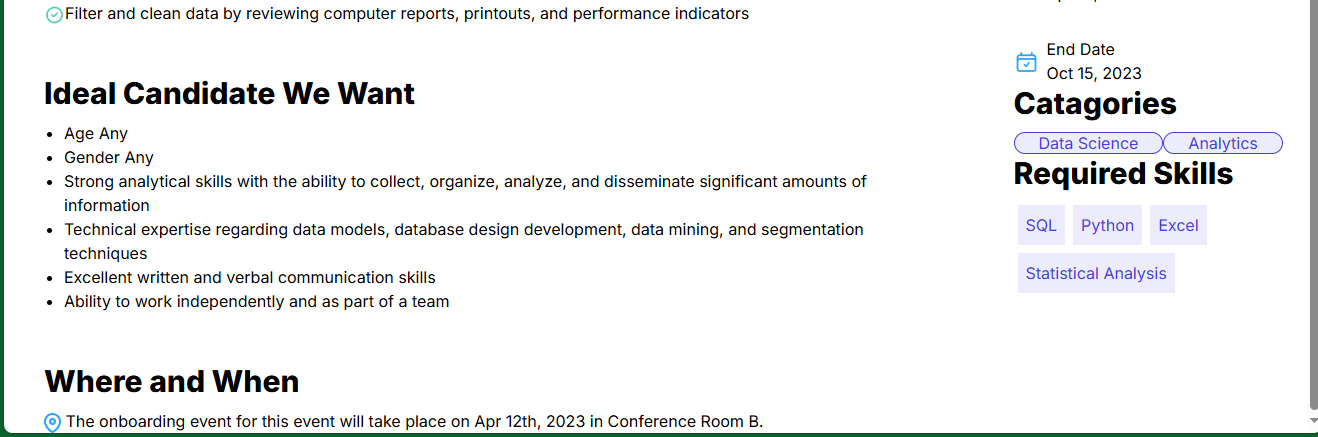 Filter and clean data by reviewing computer reports, printouts, and performance indicators
Ideal Candidate We Want
Age Any
Gender Any
Strong analytical skills with the ability to collect, organize, analyze, and disseminate significant amounts of
information
Technical expertise regarding data models, database design development, data mining, and segmentation
techniques
Excellent written and verbal communication skills
Ability to work independently and as part of a team
Where and When
The onboarding event for this event will take place on Apr 12th, 2023 in Conference Room B.
End Date
Oct 15, 2023
Catagories
Data Science
Analytics
Required Skills
SQL Python Excel
Statistical Analysis